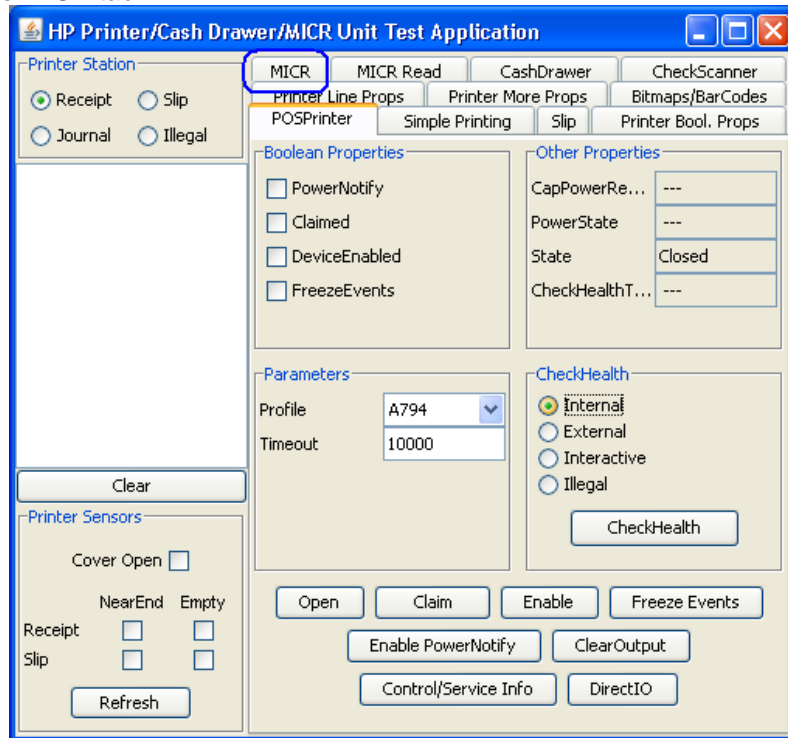 HP Printer/Cash Drawer/MICR Unit Test Application
Printer Station
Receipt Slip
Journal Illegal
MICR MICR Read CashDrawer CheckScanner
Printer Line Props Printer More Props Bitmaps/BarCodes
POSPrinter Simple Printing Slip Printer Bool. Props
Boolean Properties
PowerNotify
Claimed
DeviceEnabled
FreezeEvents
Other Properties
CapPowerRe... ---
PowerState ---
State Closed
CheckHealthT... ---
Parameters
Profile A794
Timeout 10000
CheckHealth
Internal
External
Interactive
Illegal
CheckHealth
Clear
Printer Sensors
Cover Open
NearEnd Empty
Receipt
Slip
Refresh
Open Claim Enable Freeze Events
Enable PowerNotify ClearOutput
Control/Service Info DirectIO